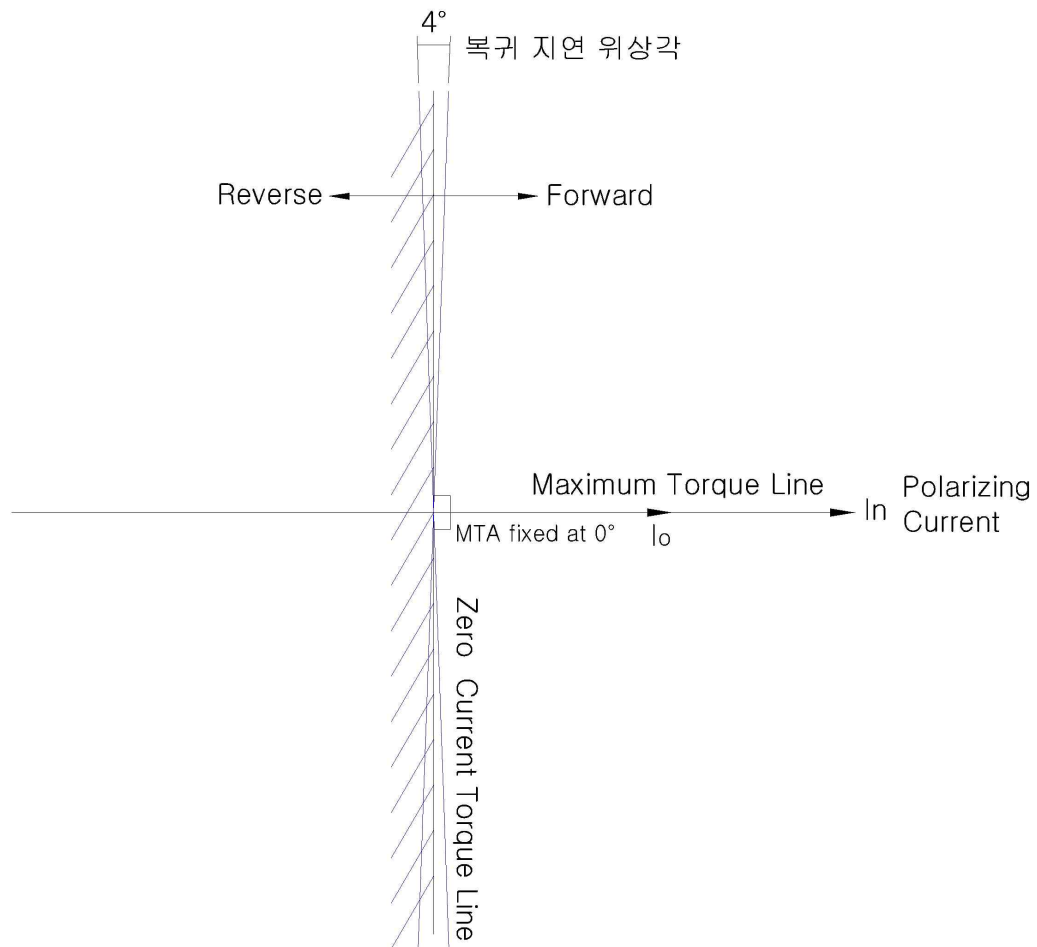 4°
복귀 지연 위상각
Reverse
Forward
Maximum Torque Line
In
Polarizing
Current
MTA fixed at 0°
Io
Zero Current Torque Line